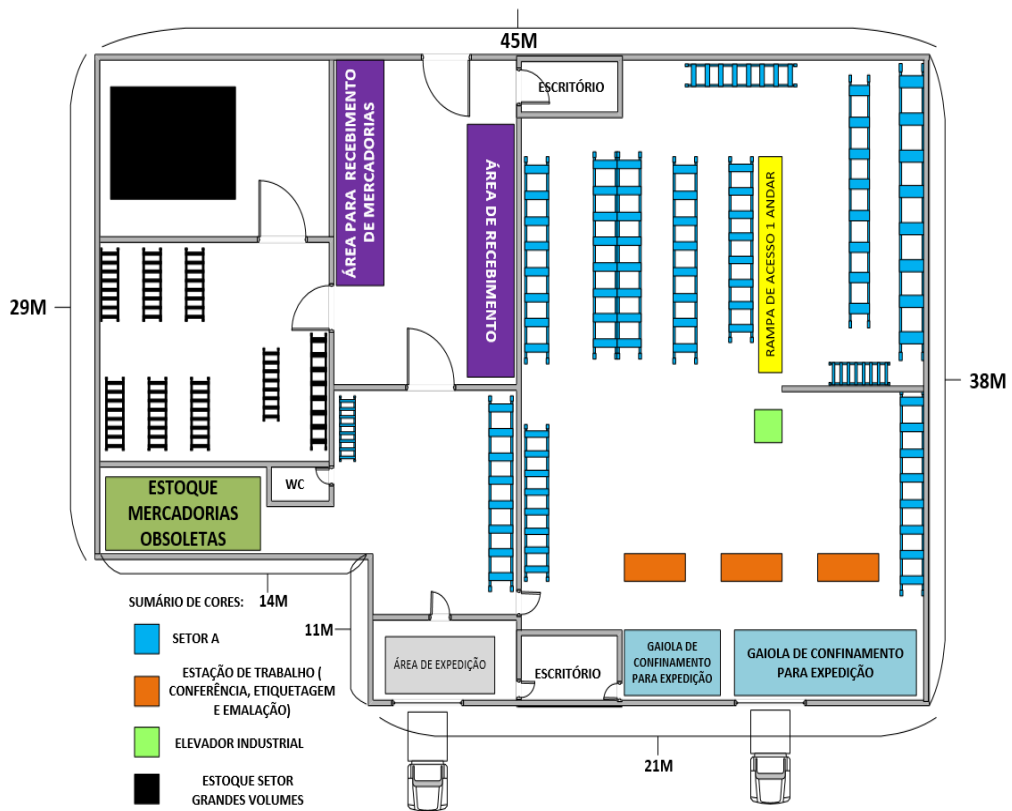 45M
ESCRITÓRIO
ÁREA PARA RECEBIMENTO
DE MERCADORIAS
ÁREA DE RECEBIMENTO
RAMPA DE ACESSO 1 ANDAR
29M
38M
WC
ESTOQUE
MERCADORIAS
OBSOLETAS
14M
SUMÁRIO DE CORES:
SETOR A
ESTAÇÃO DE TRABALHO (
CONFERÊNCIA, ETIQUETAGEM
E EMALAÇÃO)
ELEVADOR INDUSTRIAL
ESTOQUE SETOR
GRANDES VOLUMES
11M
ÁREA DE EXPEDIÇÃO
ESCRITÓRIO
GAIOLA DE
CONFINAMENTO
PARA EXPEDIÇÃO
GAIOLA DE CONFINAMENTO
PARA EXPEDIÇÃO
21M